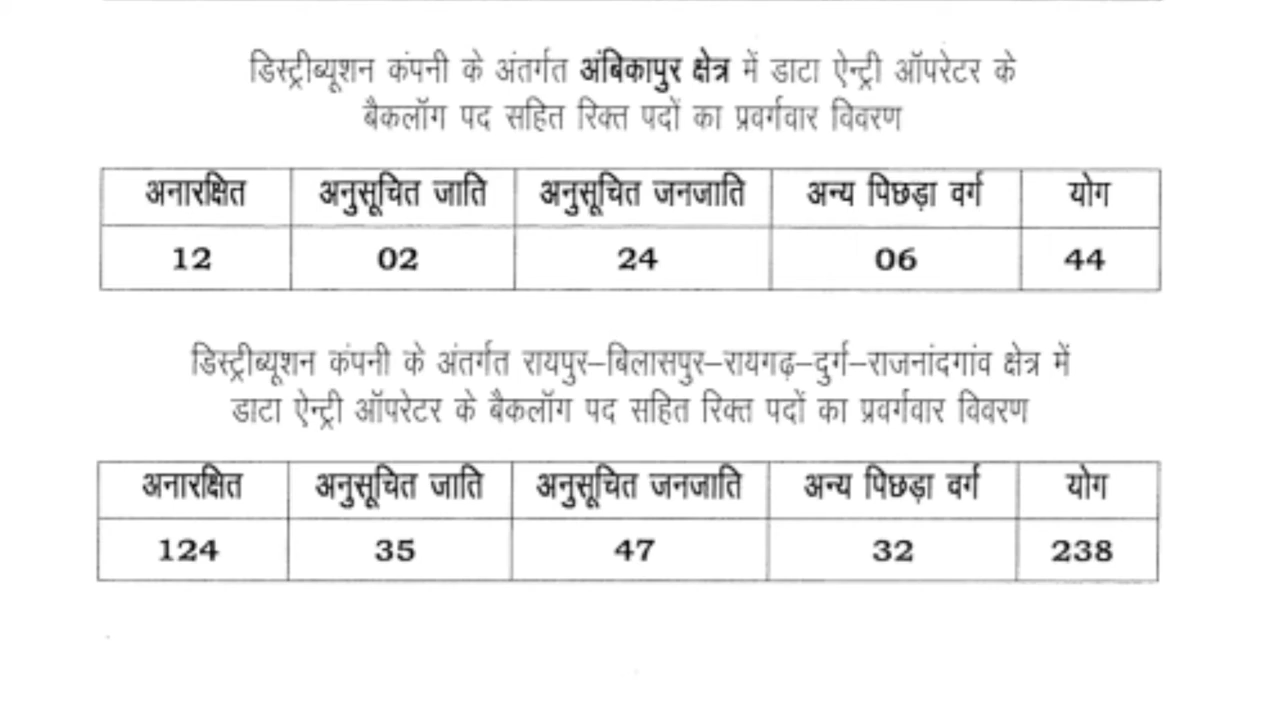 डिस्ट्रीब्यूशन कंपनी के अंतर्गत अंबिकापुर क्षेत्र में डाटा ऐन्ट्री ऑपरेटर के
बैकलॉग पद सहित रिक्त पदों का प्रवर्गवार विवरण
अनारक्षित अनुसूचित जाति अनुसूचित जनजाति अन्य पिछड़ा वर्ग योग
12 02 24 06 44
डिस्ट्रीब्यूशन कंपनी के अंतर्गत रायपुर–बिलासपुर–रायगढ़–दुर्ग–राजनांदगांव क्षेत्र में
डाटा ऐन्ट्री ऑपरेटर के बैकलॉग पद सहित रिक्त पदों का प्रवर्गवार विवरण
अनारक्षित अनुसूचित जाति अनुसूचित जनजाति अन्य पिछड़ा वर्ग योग
124 35 47 32 238